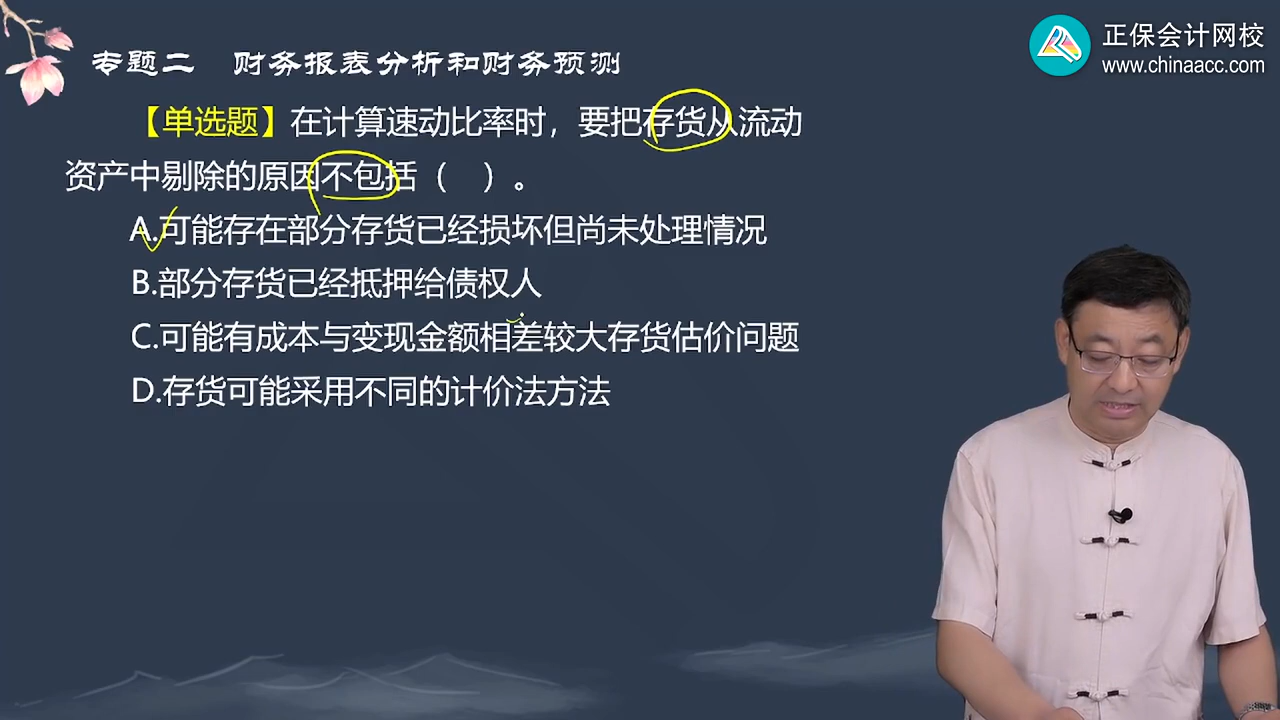 专题二 财务报表分析和财务预测
正保会计网校
www.chinaacc.com
【单选题】在计算速动比率时，要把存货从流动
资产中剔除的原因不包括（ ）。
A.可能存在部分存货已经损坏但尚未处理情况
B.部分存货已经抵押给债权人
C.可能有成本与变现金额相差较大存货估价问题
D.存货可能采用不同的计价法方法